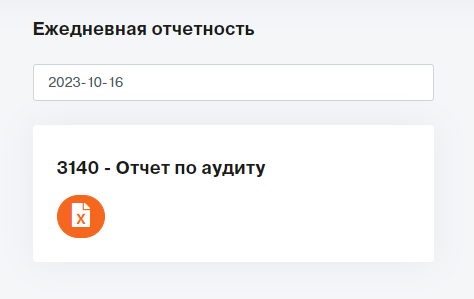 Ежедневная отчетность
2023-10-16
3140 - Отчет по аудиту
X